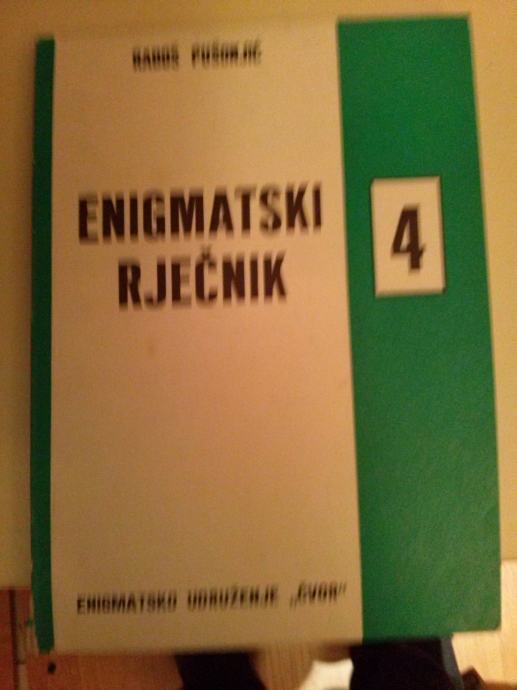 RADOŠ PUŠONJIĆ
ENIGMATSKI
RJEČNIK
4
ENIGMATSKO UDRUŽENJE „ČVOR”